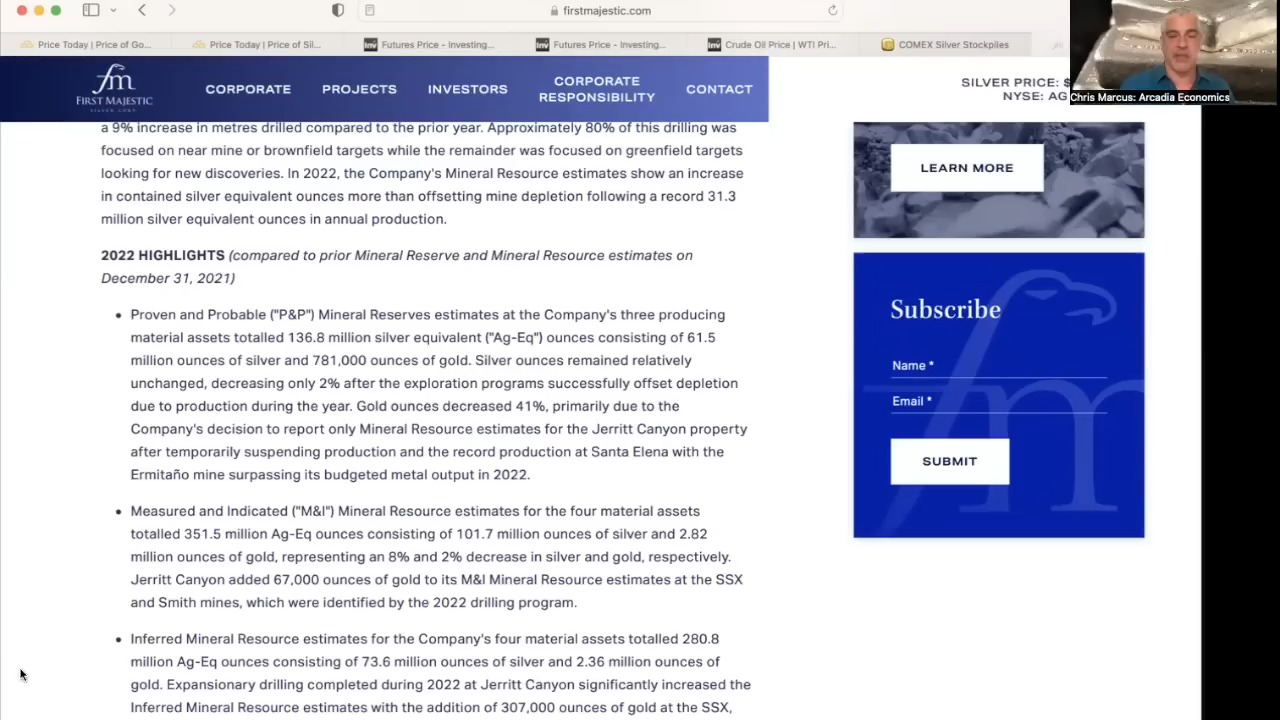 firstmajestic.com
Price Today | Price of Go...
Price Today | Price of Sil...
Inv Futures Price - Investing...
Inv Futures Price - Investing...
Inv Crude Oil Price | WTI Pri...
COMEX Silver Stockpiles
Chris Marcus: Arcadia Economics
fm
FIRST MAJESTIC
SILVER CORP
CORPORATE
PROJECTS
INVESTORS
CORPORATE
RESPONSIBILITY
CONTACT
SILVER PRICE: $
NYSE: AG
a 9% increase in metres drilled compared to the prior year. Approximately 80% of this drilling was
focused on near mine or brownfield targets while the remainder was focused on greenfield targets
looking for new discoveries. In 2022, the Company's Mineral Resource estimates show an increase
in contained silver equivalent ounces more than offsetting mine depletion following a record 31.3
million silver equivalent ounces in annual production.
2022 HIGHLIGHTS (compared to prior Mineral Reserve and Mineral Resource estimates on
December 31, 2021)
• Proven and Probable ("P&P") Mineral Reserves estimates at the Company's three producing
material assets totalled 136.8 million silver equivalent ("Ag-Eq") ounces consisting of 61.5
million ounces of silver and 781,000 ounces of gold. Silver ounces remained relatively
unchanged, decreasing only 2% after the exploration programs successfully offset depletion
due to production during the year. Gold ounces decreased 41%, primarily due to the
Company's decision to report only Mineral Resource estimates for the Jerritt Canyon property
after temporarily suspending production and the record production at Santa Elena with the
Ermitaño mine surpassing its budgeted metal output in 2022.
• Measured and Indicated ("M&I") Mineral Resource estimates for the four material assets
totalled 351.5 million Ag-Eq ounces consisting of 101.7 million ounces of silver and 2.82
million ounces of gold, representing an 8% and 2% decrease in silver and gold, respectively.
Jerritt Canyon added 67,000 ounces of gold to its M&I Mineral Resource estimates at the SSX
and Smith mines, which were identified by the 2022 drilling program.
• Inferred Mineral Resource estimates for the Company's four material assets totalled 280.8
million Ag-Eq ounces consisting of 73.6 million ounces of silver and 2.36 million ounces of
gold. Expansionary drilling completed during 2022 at Jerritt Canyon significantly increased the
Inferred Mineral Resource estimates with the addition of 307,000 ounces of gold at the SSX,
LEARN MORE
Subscribe
Name *
Email *
SUBMIT
fm